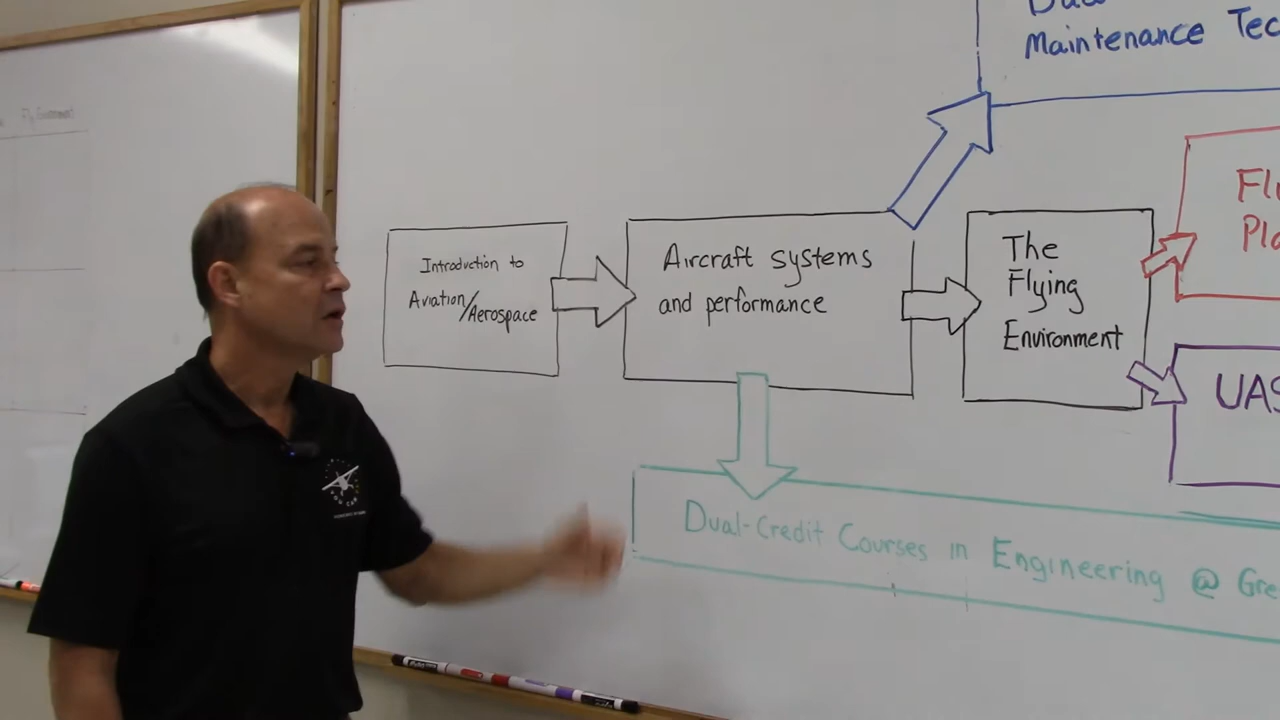 Maintenance Tec
Introduction to
Aviation/Aerospace
Aircraft systems
and performance
The
Flying
Environment
Fl
Pla
UAS
Dual-Credit Courses in Engineering @ Gre